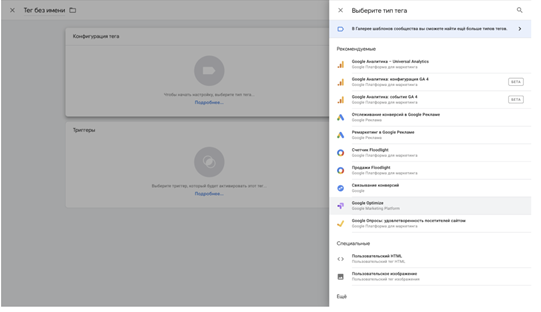 Тег без имени
Конфигурация тега
Чтобы начать настройку, выберите тип тега...
Подробнее...
Триггеры
Выберите триггер, который будет активировать этот тег...
Подробнее...
Выберите тип тега
В Галерее шаблонов сообщества вы сможете найти ещё больше типов тегов.
Рекомендуемые
Google Аналитика – Universal Analytics
Google Платформа для маркетинга
Google Аналитика: конфигурация GA 4
Google Платформа для маркетинга
BETA
Google Аналитика: событие GA 4
Google Платформа для маркетинга
BETA
Отслеживание конверсий в Google Рекламе
Google Реклама
Ремаркетинг в Google Рекламе
Google Реклама
Счетчик Floodlight
Google Платформа для маркетинга
Продажи Floodlight
Google Платформа для маркетинга
Связывание конверсий
Google
Google Optimize
Google Marketing Platform
Google Опросы: удовлетворенность посетителей сайтом
Google Платформа для маркетинга
Специальные
Пользовательский HTML
Пользовательский тег HTML
Пользовательское изображение
Пользовательский тег изображения
Ещё